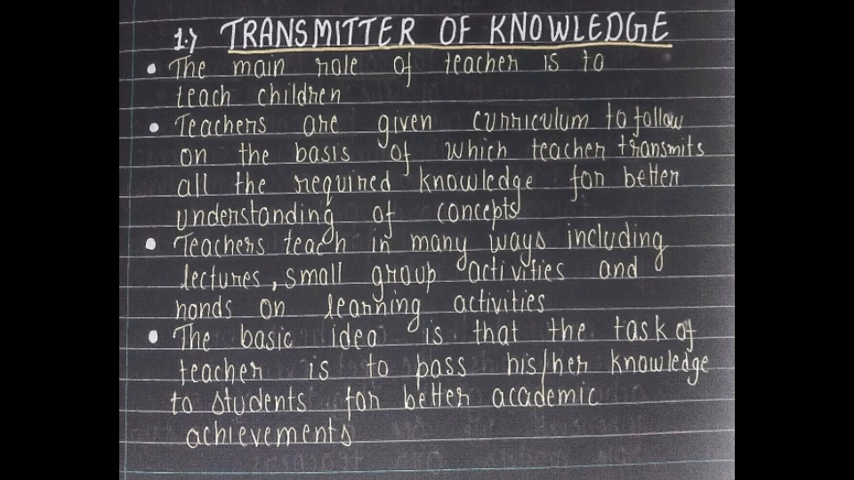 1.) TRANSMITTER OF KNOWLEDGE
• The main role of teacher is to
teach children
• Teachers are given curriculum to follow
on the basis of which teacher transmits
all the required knowledge for better
understanding of concepts
• Teachers teach in many ways including
lectures, small group activities and
hands on learning activities
• The basic idea is that the task of
teacher is to pass his/her knowledge
to students for better academic
achievements